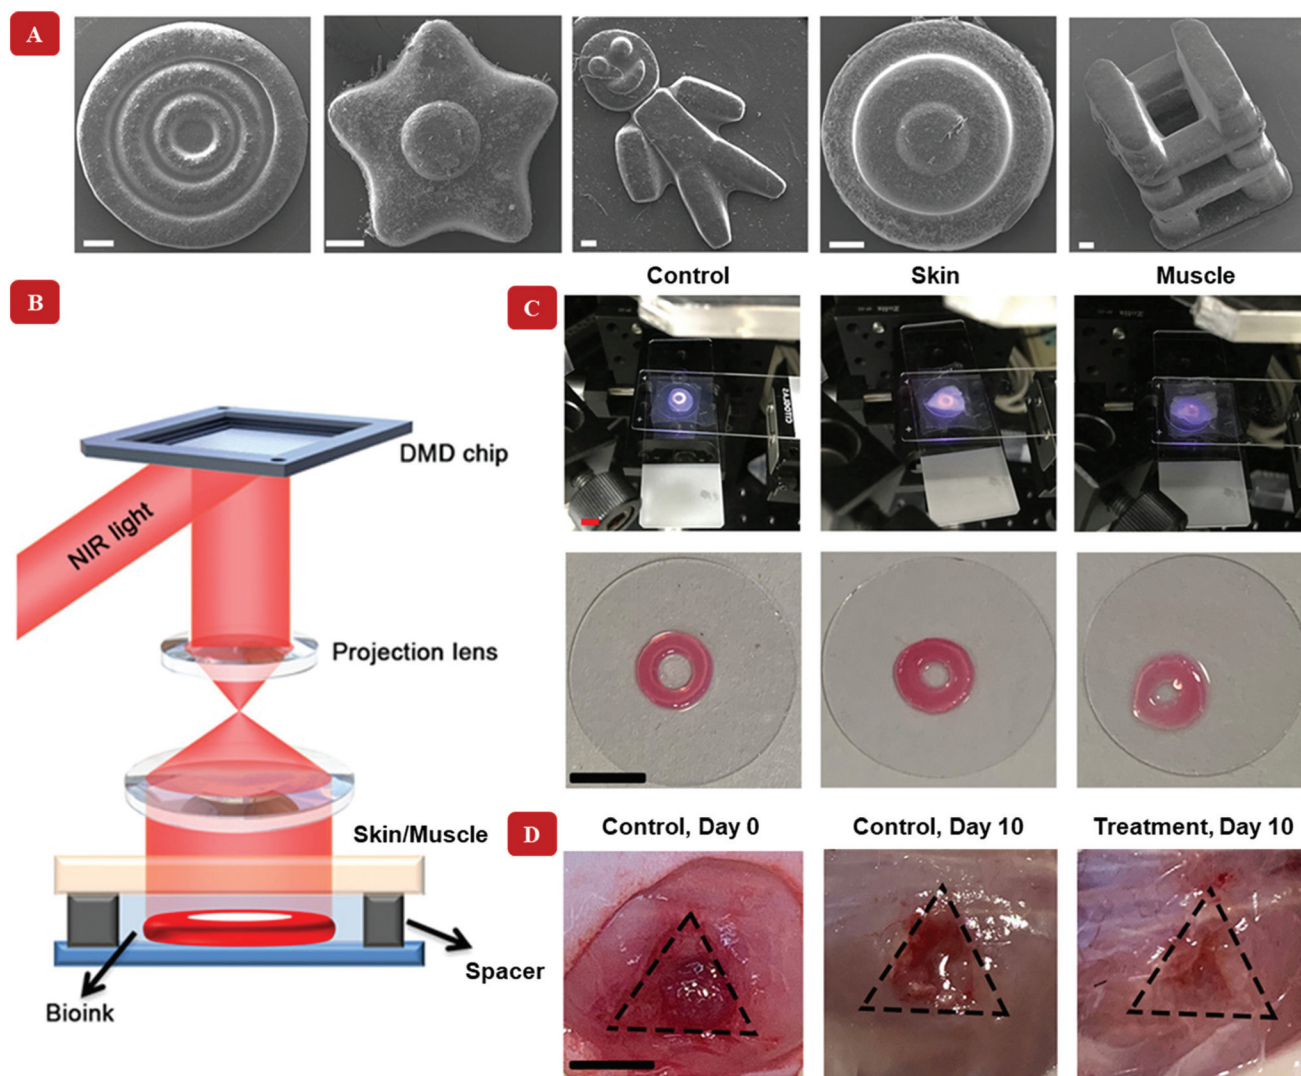 A
B
Control Skin Muscle
C
DMD chip
NIR light
Projection lens
Skin/Muscle
Spacer
Bioink
D
Control, Day 0 Control, Day 10 Treatment, Day 10